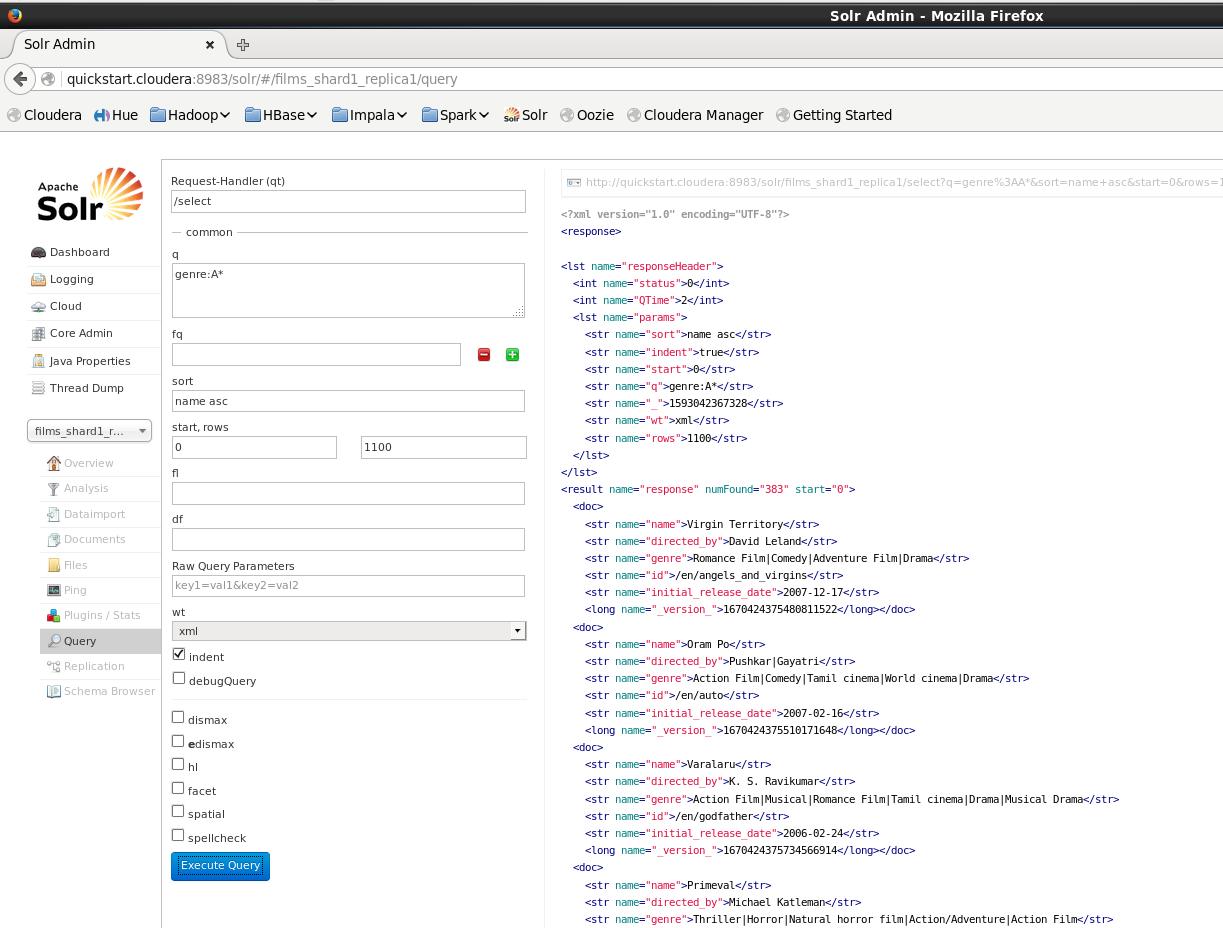 Solr Admin - Mozilla Firefox
Solr Admin
quickstart.cloudera:8983/solr/#/films_shard1_replica1/query
Cloudera Hue Hadoop HBase Impala Spark Solr Oozie Cloudera Manager Getting Started
Apache
Solr
Dashboard
Logging
Cloud
Core Admin
Java Properties
Thread Dump
films_shard1_r...
Overview
Analysis
Dataimport
Documents
Files
Ping
Plugins / Stats
Query
Replication
Schema Browser
Request-Handler (qt)
/select
common
q
genre:A*
fq
sort
name asc
start, rows
0 1100
fl
df
Raw Query Parameters
key1=val1&key2=val2
wt
xml
indent
debugQuery
dismax
edismax
hl
facet
spatial
spellcheck
Execute Query
http://quickstart.cloudera:8983/solr/films_shard1_replica1/select?q=genre%3AA*&sort=name+asc&start=0&rows=1
<?xml version="1.0" encoding="UTF-8"?>
<response>
<lst name="responseHeader">
<int name="status">0</int>
<int name="QTime">2</int>
<lst name="params">
<str name="sort">name asc</str>
<str name="indent">true</str>
<str name="start">0</str>
<str name="q">genre:A*</str>
<str name="_">1593042367328</str>
<str name="wt">xml</str>
<str name="rows">1100</str>
</lst>
</lst>
<result name="response" numFound="383" start="0">
<doc>
<str name="name">Virgin Territory</str>
<str name="directed_by">David Leland</str>
<str name="genre">Romance Film|Comedy|Adventure Film|Drama</str>
<str name="id">/en/angels_and_virgins</str>
<str name="initial_release_date">2007-12-17</str>
<long name="_version_">1670424375480811522</long></doc>
<doc>
<str name="name">Oram Po</str>
<str name="directed_by">Pushkar|Gayatri</str>
<str name="genre">Action Film|Comedy|Tamil cinema|World cinema|Drama</str>
<str name="id">/en/auto</str>
<str name="initial_release_date">2007-02-16</str>
<long name="_version_">1670424375510171648</long></doc>
<doc>
<str name="name">Varalaru</str>
<str name="directed_by">K. S. Ravikumar</str>
<str name="genre">Action Film|Musical|Romance Film|Tamil cinema|Drama|Musical Drama</str>
<str name="id">/en/godfather</str>
<str name="initial_release_date">2006-02-24</str>
<long name="_version_">1670424375734566914</long></doc>
<doc>
<str name="name">Primeval</str>
<str name="directed_by">Michael Katleman</str>
<str name="genre">Thriller|Horror|Natural horror film|Action/Adventure|Action Film</str>